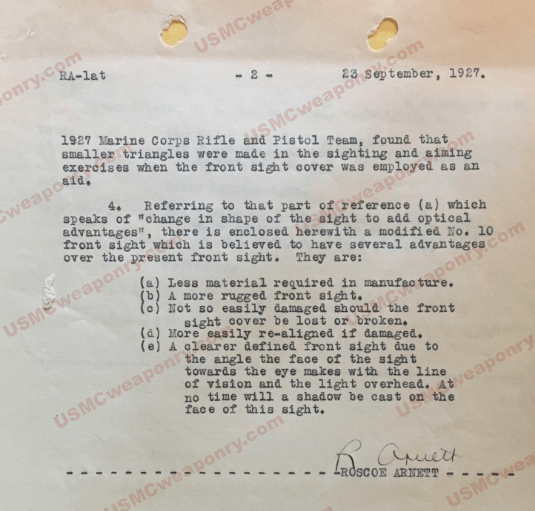 RA-lat - 2 - 23 September, 1927.
1927 Marine Corps Rifle and Pistol Team, found that
smaller triangles were made in the sighting and aiming
exercises when the front sight cover was employed as an
aid.
4. Referring to that part of reference (a) which
speaks of "change in shape of the sight to add optical
advantages", there is enclosed herewith a modified No. 10
front sight which is believed to have several advantages
over the present front sight. They are:
(a) Less material required in manufacture.
(b) A more rugged front sight.
(c) Not so easily damaged should the front
sight cover be lost or broken.
(d) More easily re-aligned if damaged.
(e) A clearer defined front sight due to
the angle the face of the sight
towards the eye makes with the line
of vision and the light overhead. At
no time will a shadow be cast on the
face of this sight.
R Arnett
- - - - - - - - - - - - - - - - - - - -ROSCOE ARNETT - - - - -
USMCweaponry.com